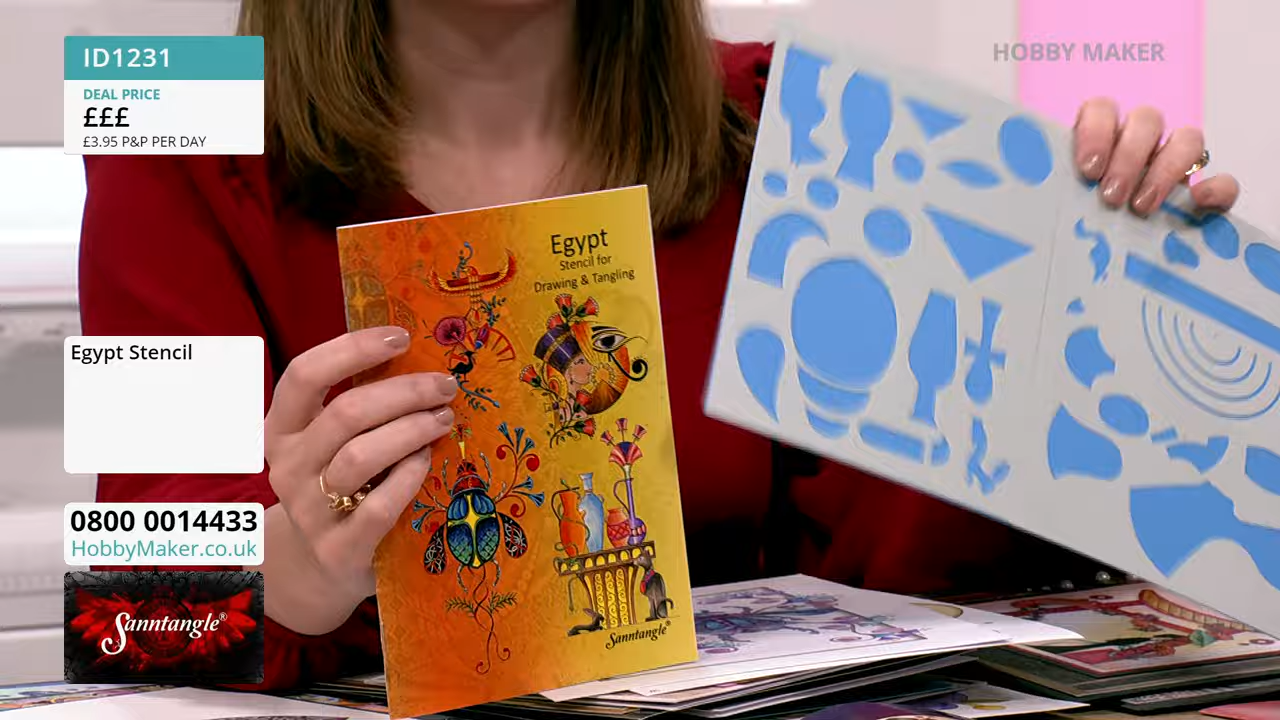 ID1231
DEAL PRICE
£££
£3.95 P&P PER DAY
HOBBY MAKER
Egypt
Stencil for
Drawing & Tangling
Sanntangle®
Egypt Stencil
0800 0014433
HobbyMaker.co.uk
Sanntangle®